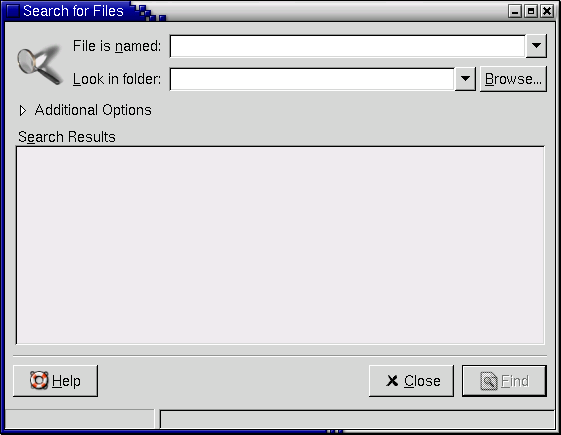 Search for Files
File is named:
Look in folder:
Browse...
Additional Options
Search Results
Help
Close
Find